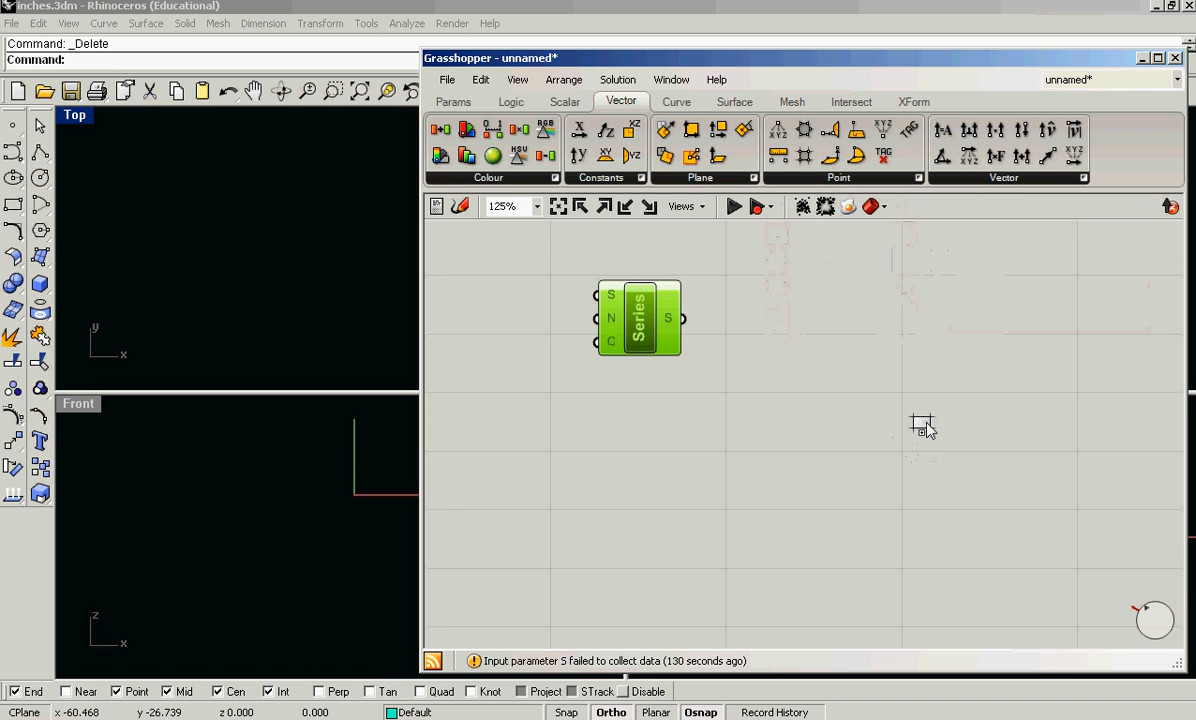 inches.3dm - Rhinoceros (Educational)
File Edit View Curve Surface Solid Mesh Dimension Transform Tools Analyze Render Help
Command: _Delete
Command:
Grasshopper - unnamed*
File Edit View Arrange Solution Window Help unnamed*
Params Logic Scalar Vector Curve Surface Mesh Intersect XForm
Colour Constants Plane Point Vector
125% Views
Top
y
x
S
N
C
Series
S
Front
z
x
Input parameter S failed to collect data (130 seconds ago)
End Near Point Mid Cen Int Perp Tan Quad Knot Project STrack Disable
CPlane x -60.468 y -26.739 z 0.000 0.000 Default Snap Ortho Planar Osnap Record History